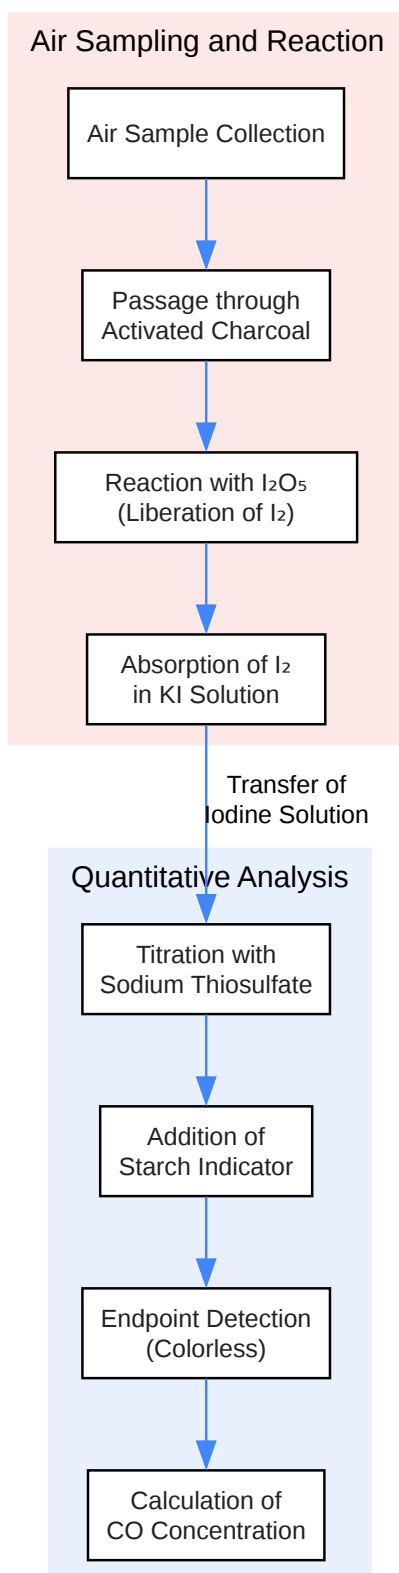 Air Sampling and Reaction
Air Sample Collection
Passage through
Activated Charcoal
Reaction with I₂O₅
(Liberation of I₂)
Absorption of I₂
in KI Solution
Transfer of
Iodine Solution
Quantitative Analysis
Titration with
Sodium Thiosulfate
Addition of
Starch Indicator
Endpoint Detection
(Colorless)
Calculation of
CO Concentration